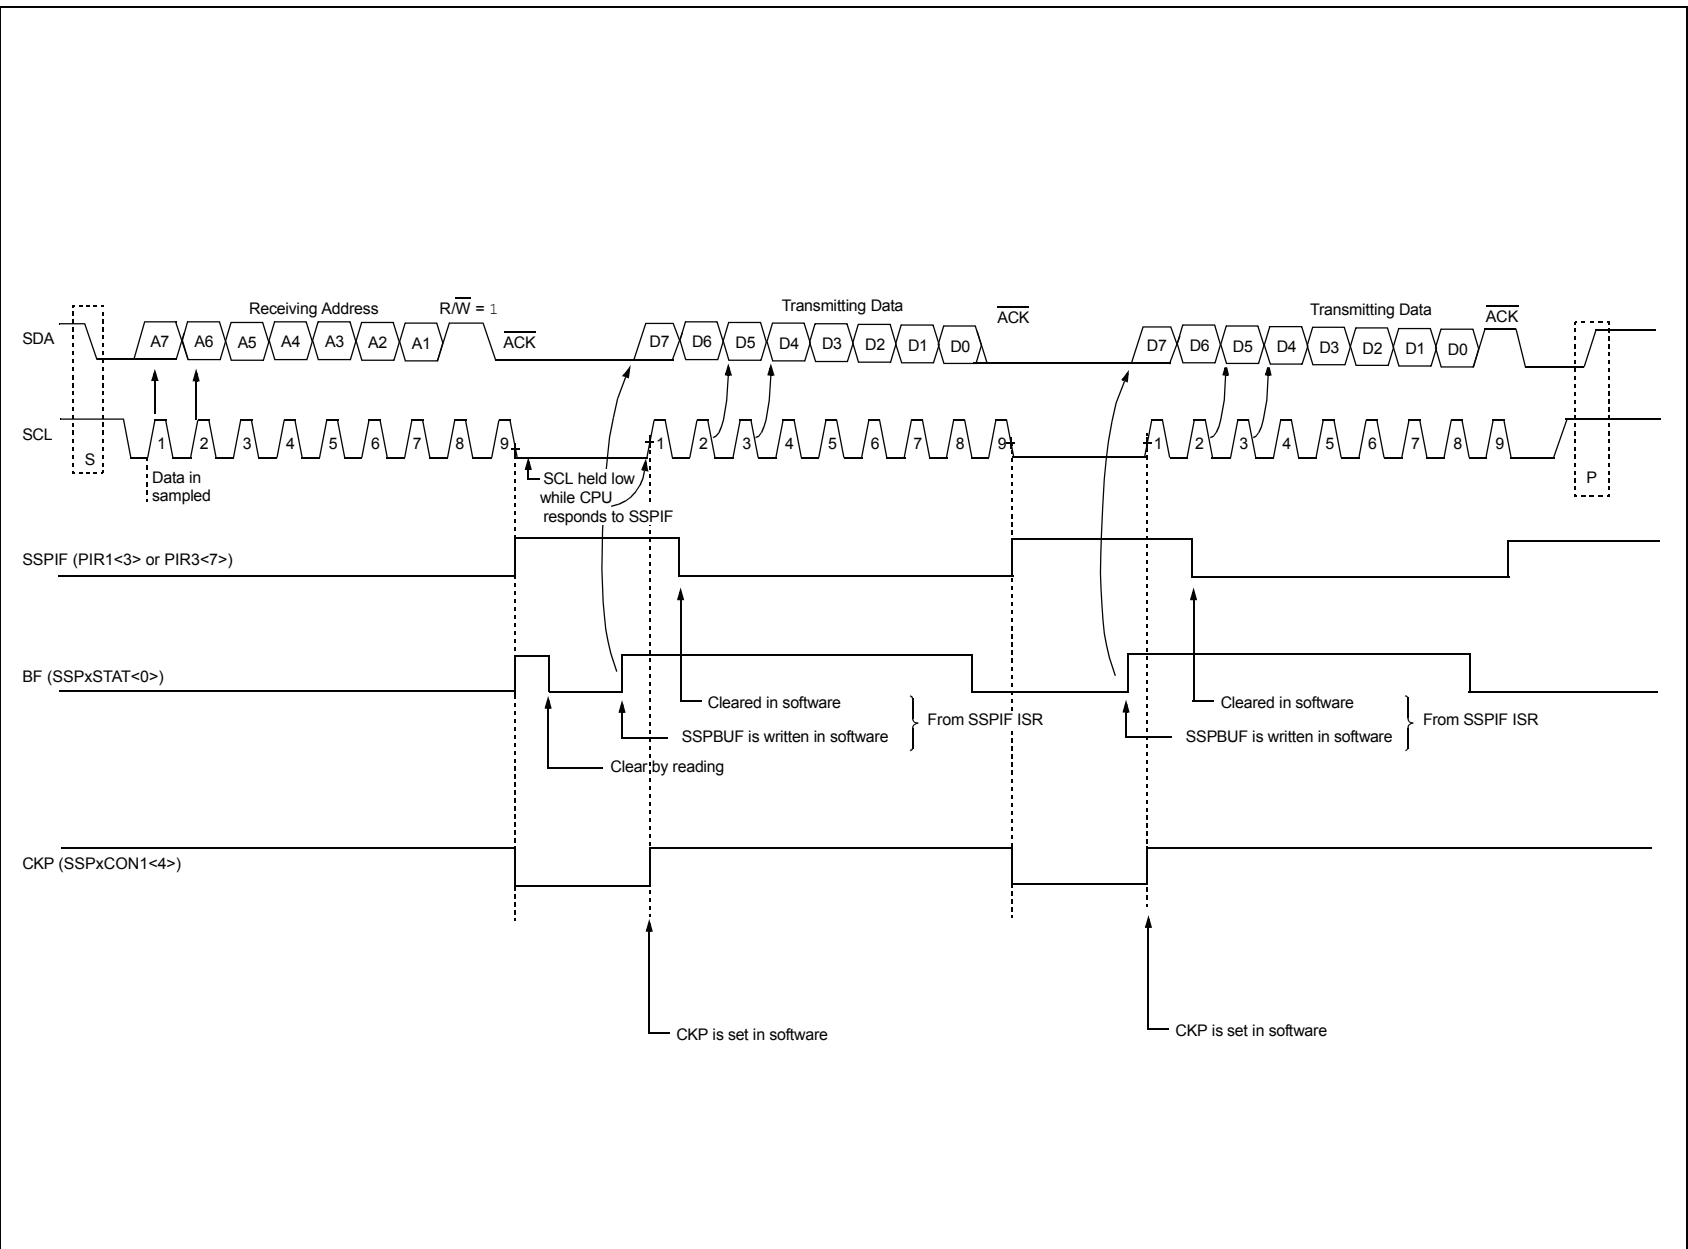 Receiving Address
R/W = 1
ACK
Transmitting Data
ACK
Transmitting Data
ACK
SDA
A7 A6 A5 A4 A3 A2 A1
D7 D6 D5 D4 D3 D2 D1 D0
D7 D6 D5 D4 D3 D2 D1 D0
SCL
S
1 2 3 4 5 6 7 8 9
1 2 3 4 5 6 7 8 9
1 2 3 4 5 6 7 8 9
P
Data in
sampled
SCL held low
while CPU
responds to SSPIF
SSPIF (PIR1<3> or PIR3<7>)
BF (SSPxSTAT<0>)
Cleared in software
From SSPIF ISR
SSPBUF is written in software
Clear by reading
Cleared in software
From SSPIF ISR
SSPBUF is written in software
CKP (SSPxCON1<4>)
CKP is set in software
CKP is set in software